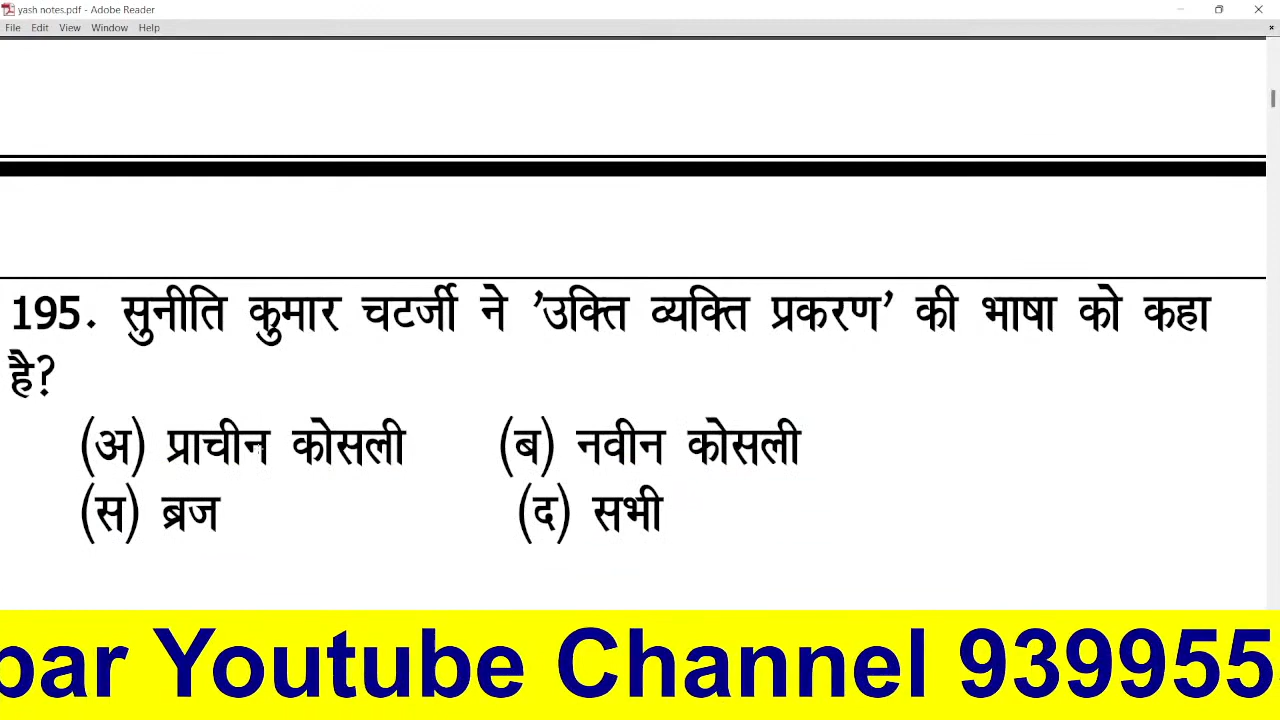 yash notes.pdf - Adobe Reader
File Edit View Window Help
195. सुनीति कुमार चटर्जी ने ’उक्ति व्यक्ति प्रकरण’ की भाषा को कहा
है?
(अ) प्राचीन कोसली (ब) नवीन कोसली
(स) ब्रज (द) सभी
par Youtube Channel 939955